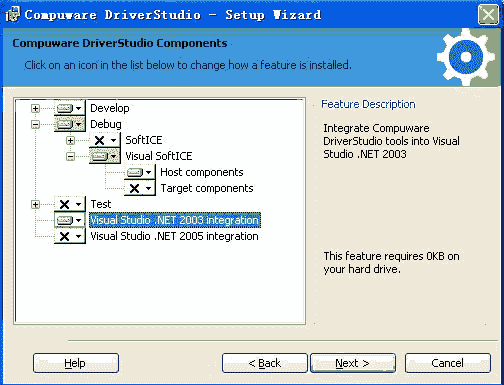 Compuware DriverStudio - Setup Wizard
Compuware DriverStudio Components
Click on an icon in the list below to change how a feature is installed.
Develop
Debug
SoftICE
Visual SoftICE
Host components
Target components
Test
Visual Studio .NET 2003 integration
Visual Studio .NET 2005 integration
Feature Description
Integrate Compuware
DriverStudio tools into Visual
Studio .NET 2003
This feature requires 0KB on
your hard drive.
Help
< Back
Next >
Cancel